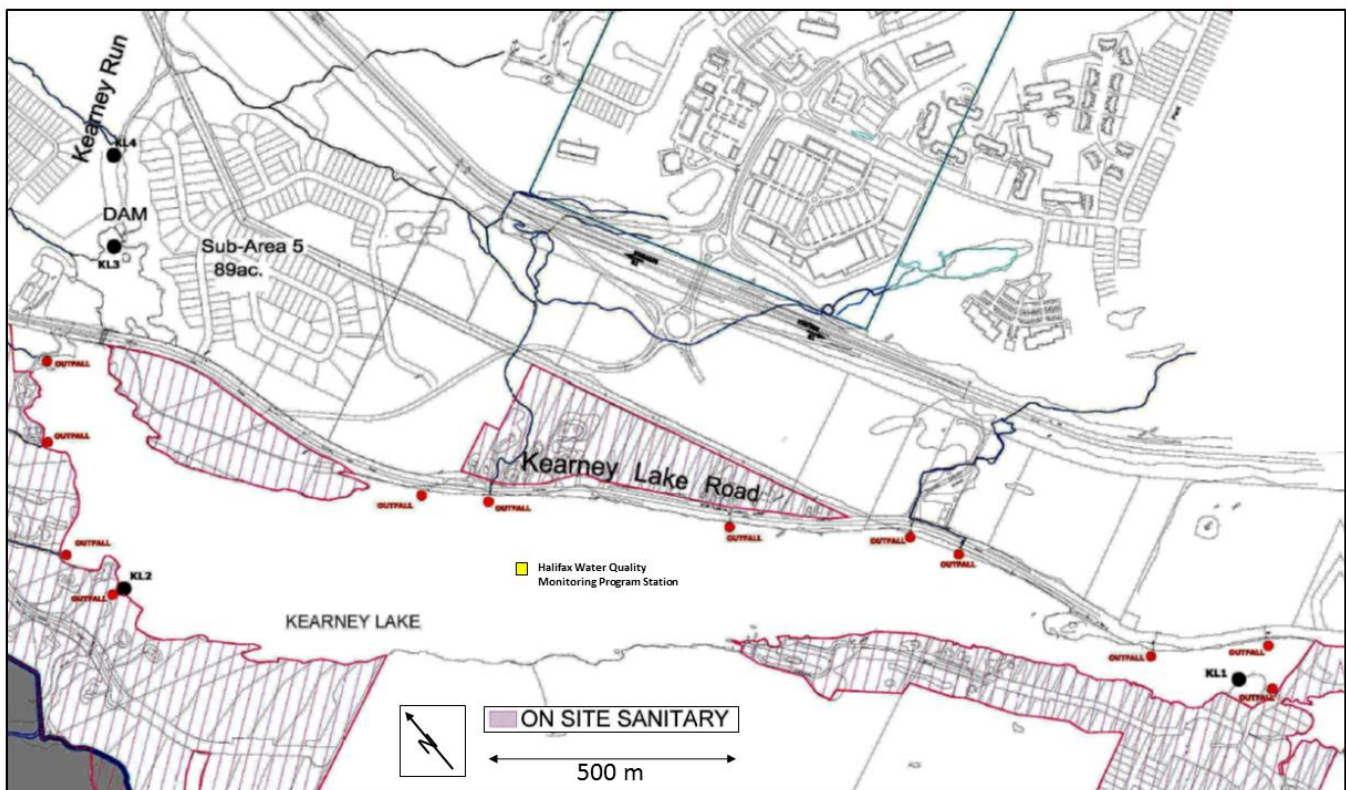 Kearney Run
KL4
DAM
KL3
Sub-Area 5
89ac.
OUTFALL
OUTFALL
Kearney Lake Road
OUTFALL
OUTFALL
OUTFALL
OUTFALL
OUTFALL
OUTFALL
KL2
OUTFALL
Halifax Water Quality
Monitoring Program Station
KEARNEY LAKE
OUTFALL
OUTFALL
KL1
OUTFALL
N
ON SITE SANITARY
500 m